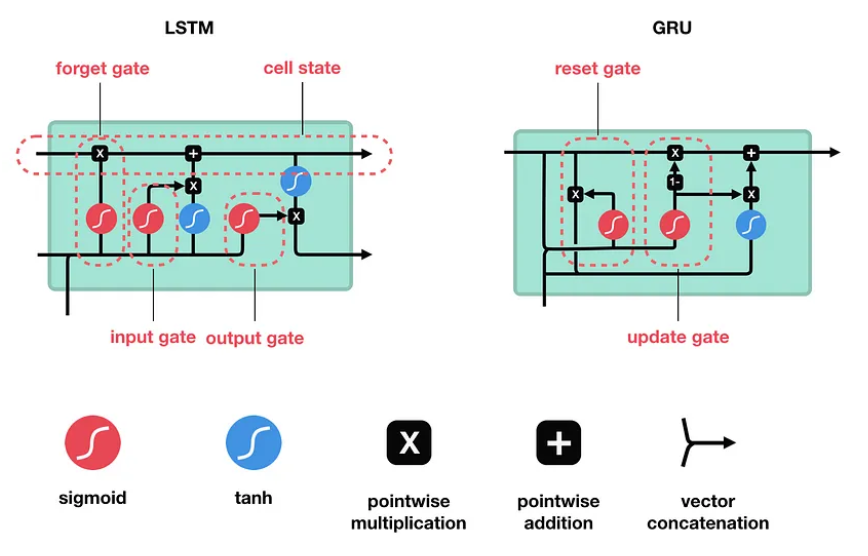 LSTM
GRU
forget gate
cell state
reset gate
x
+
x
x
x
+
1-
x
x
input gate
output gate
update gate
X
+
sigmoid
tanh
pointwise
multiplication
pointwise
addition
vector
concatenation